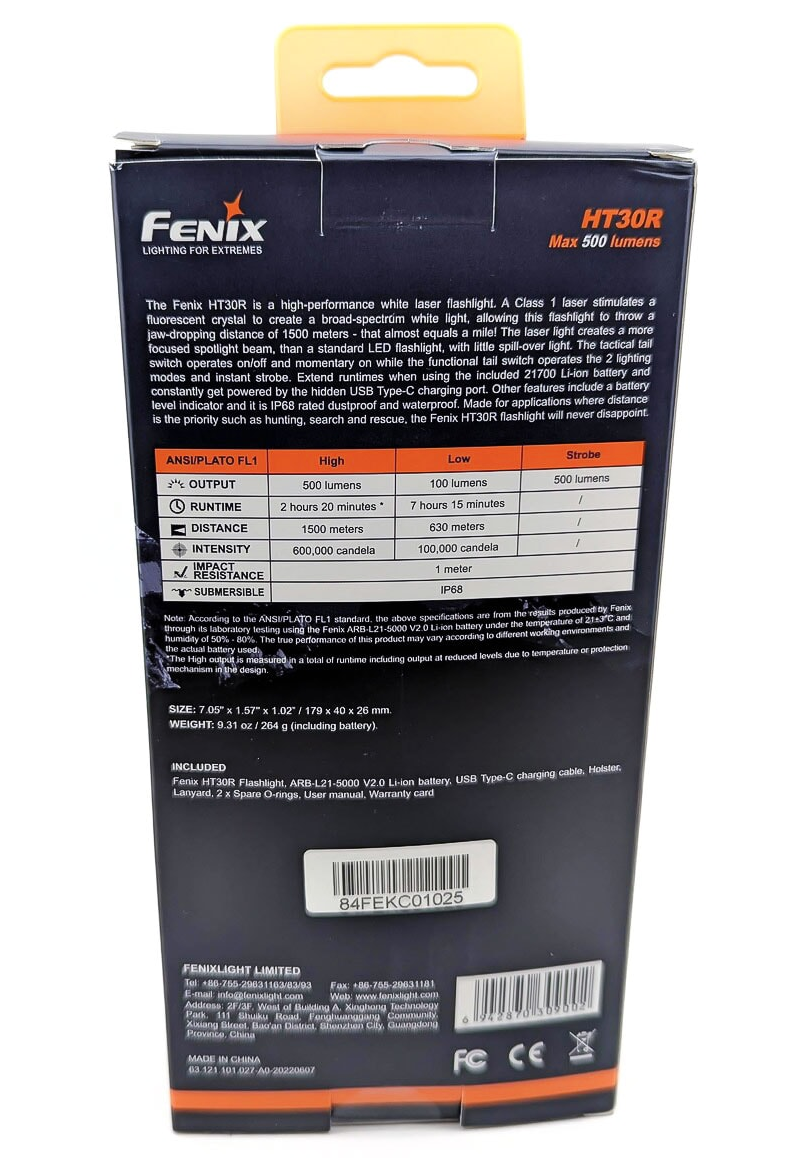 FENIX
LIGHTING FOR EXTREMES
HT30R
Max 500 lumens
The Fenix HT30R is a high-performance white laser flashlight. A Class 1 laser stimulates a
fluorescent crystal to create a broad-spectrum white light, allowing this flashlight to throw a
jaw-dropping distance of 1500 meters - that almost equals a mile! The laser light creates a more
focused spotlight beam, than a standard LED flashlight, with little spill-over light. The tactical tail
switch operates on/off and momentary on while the functional tail switch operates the 2 lighting
modes and instant strobe. Extend runtimes when using the included 21700 Li-ion battery and
constantly get powered by the hidden USB Type-C charging port. Other features include a battery
level indicator and it is IP68 rated dustproof and waterproof. Made for applications where distance
is the priority such as hunting, search and rescue, the Fenix HT30R flashlight will never disappoint.
ANSI/PLATO FL1 High Low Strobe
OUTPUT 500 lumens 100 lumens 500 lumens
RUNTIME 2 hours 20 minutes * 7 hours 15 minutes /
DISTANCE 1500 meters 630 meters /
INTENSITY 600,000 candela 100,000 candela /
IMPACT
RESISTANCE 1 meter
SUBMERSIBLE IP68
Note: According to the ANSI/PLATO FL1 standard, the above specifications are from the results produced by Fenix
through its laboratory testing using the Fenix ARB-L21-5000 V2.0 Li-ion battery under the temperature of 21±3°C and
humidity of 50% - 80%. The true performance of this product may vary according to different working environments and
the actual battery used.
*The High output is measured in a total of runtime including output at reduced levels due to temperature or protection
mechanism in the design.
SIZE: 7.05" x 1.57" x 1.02" / 179 x 40 x 26 mm.
WEIGHT: 9.31 oz / 264 g (including battery).
INCLUDED
Fenix HT30R Flashlight, ARB-L21-5000 V2.0 Li-ion battery, USB Type-C charging cable, Holster,
Lanyard, 2 x Spare O-rings, User manual, Warranty card
84FEKC01025
FENIXLIGHT LIMITED
Tel: +86-755-29631163/83/93 Fax: +86-755-29631181
E-mail: info@fenixlight.com Web: www.fenixlight.com
Address: 2F/3F, West of Building A, Xinghong Technology
Park, 111 Shuiku Road, Fenghuanggang Community,
Xixiang Street, Bao'an District, Shenzhen City, Guangdong
Province, China
6 942870 309002
MADE IN CHINA
63.121.101.027-A0-20220607
FC CE